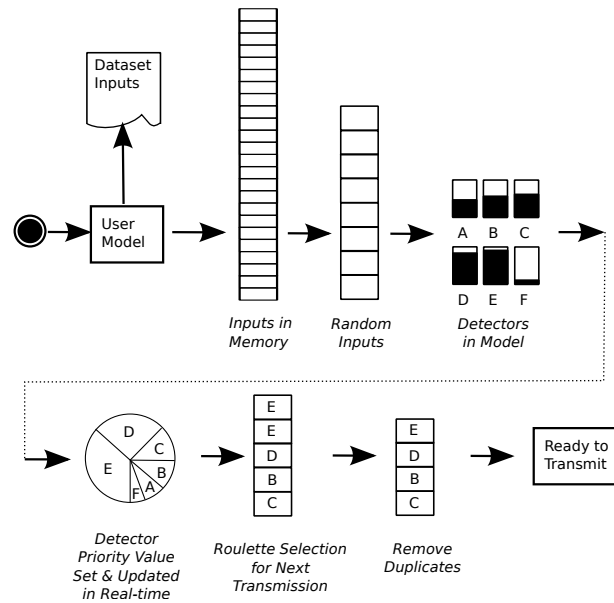 Dataset
Inputs
User
Model
A B C
D E F
Inputs in
Memory
Random
Inputs
Detectors
in Model
D
C
E
B
A
F
E
E
D
B
C
E
D
B
C
Ready to
Transmit
Detector
Priority Value
Set & Updated
in Real-time
Roulette Selection
for Next
Transmission
Remove
Duplicates